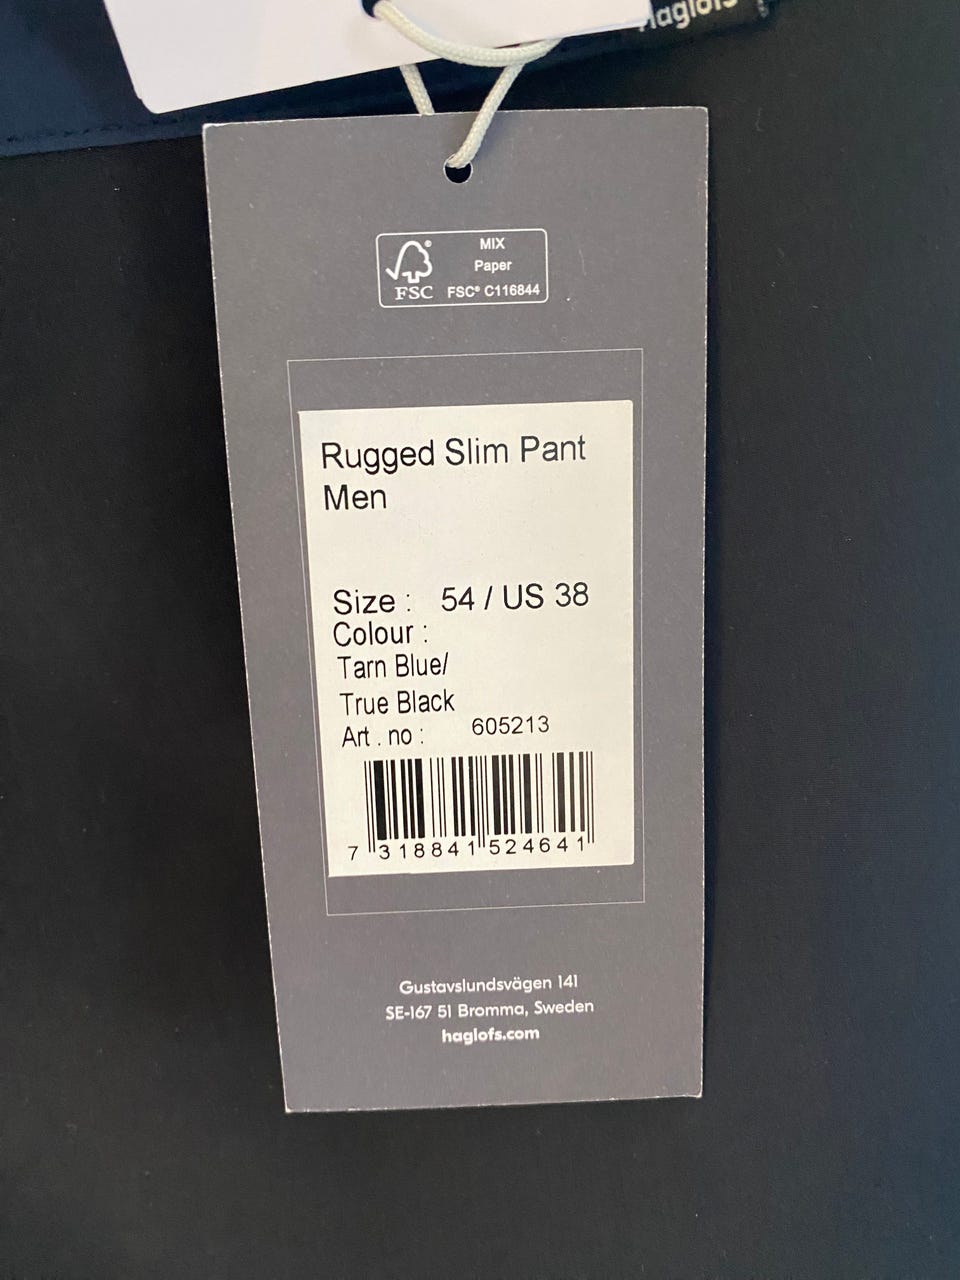 Haglöfs
MIX
Paper
FSC® C116844
FSC
Rugged Slim Pant
Men
Size : 54 / US 38
Colour :
Tarn Blue/
True Black
Art . no : 605213
7 318841 524641
Gustavslundsvägen 141
SE-167 51 Bromma, Sweden
haglofs.com